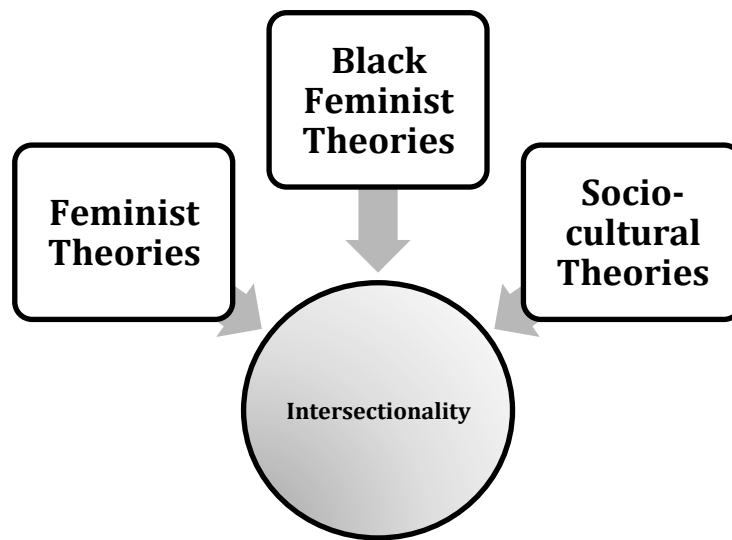 Black
Feminist
Theories
Feminist
Theories
Socio-
cultural
Theories
Intersectionality